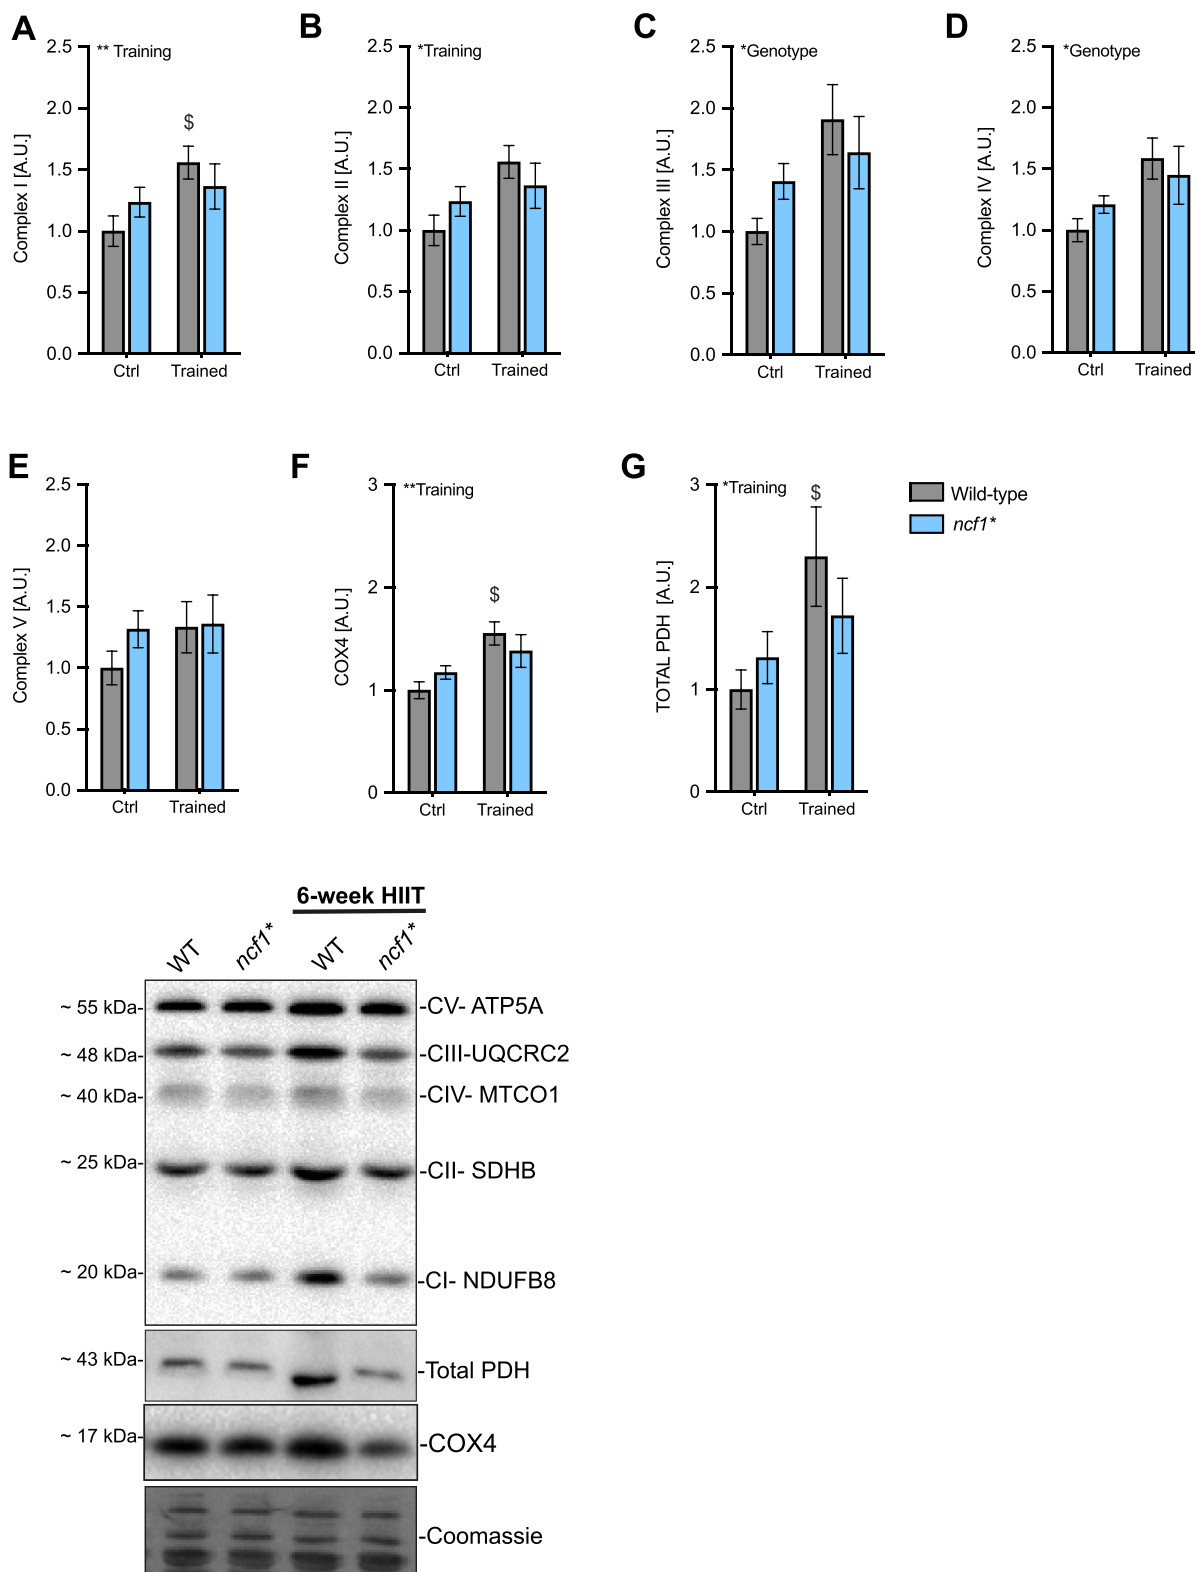 A
2.5
2.0
1.5
1.0
0.5
0.0
Complex I [A.U.]
** Training
$
Ctrl Trained
B
2.5
2.0
1.5
1.0
0.5
0.0
Complex II [A.U.]
*Training
Ctrl Trained
C
2.5
2.0
1.5
1.0
0.5
0.0
Complex III [A.U.]
*Genotype
Ctrl Trained
D
2.5
2.0
1.5
1.0
0.5
0.0
Complex IV [A.U.]
*Genotype
Ctrl Trained
E
2.5
2.0
1.5
1.0
0.5
0.0
Complex V [A.U.]
Ctrl Trained
F
3
2
1
0
COX4 [A.U.]
**Training
$
Ctrl Trained
G
3
2
1
0
TOTAL PDH [A.U.]
*Training
$
Ctrl Trained
Wild-type
ncf1*
6-week HIIT
WT ncf1* WT ncf1*
~ 55 kDa- -CV- ATP5A
~ 48 kDa- -CIII-UQCRC2
~ 40 kDa- -CIV- MTCO1
~ 25 kDa- -CII- SDHB
~ 20 kDa- -CI- NDUFB8
~ 43 kDa- -Total PDH
~ 17 kDa- -COX4
-Coomassie